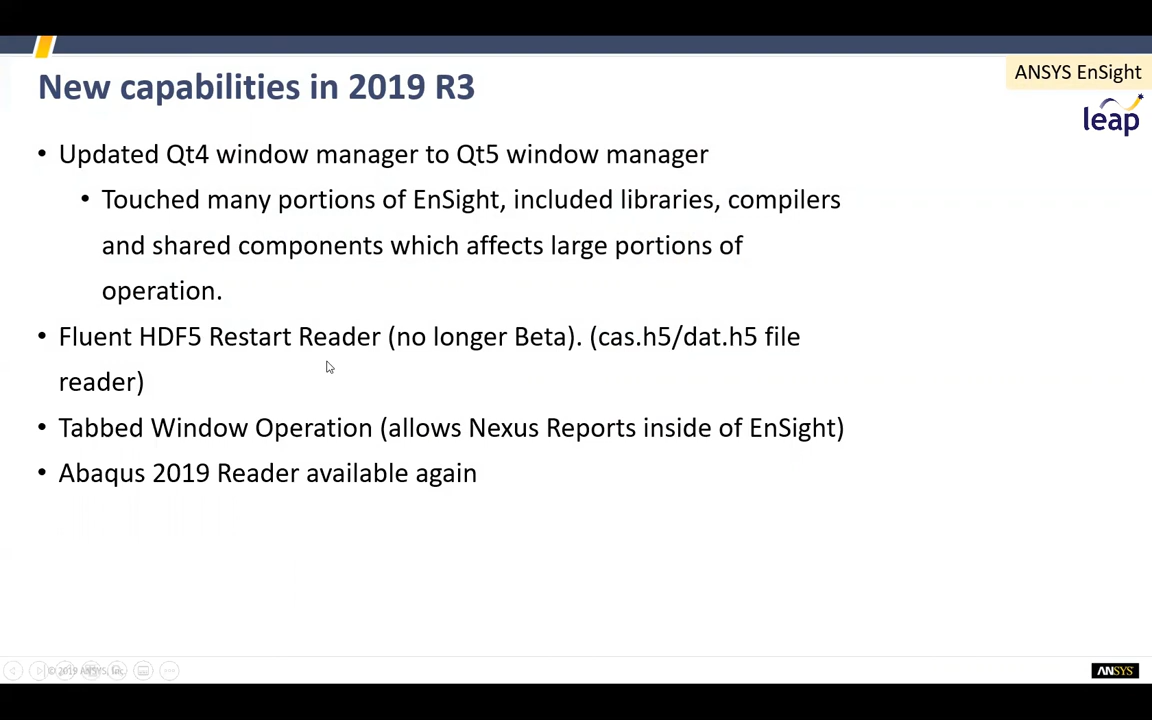 New capabilities in 2019 R3
ANSYS EnSight
leap
• Updated Qt4 window manager to Qt5 window manager
• Touched many portions of EnSight, included libraries, compilers
and shared components which affects large portions of
operation.
• Fluent HDF5 Restart Reader (no longer Beta). (cas.h5/dat.h5 file
reader)
• Tabbed Window Operation (allows Nexus Reports inside of EnSight)
• Abaqus 2019 Reader available again
© 2019 ANSYS, Inc.
ANSYS